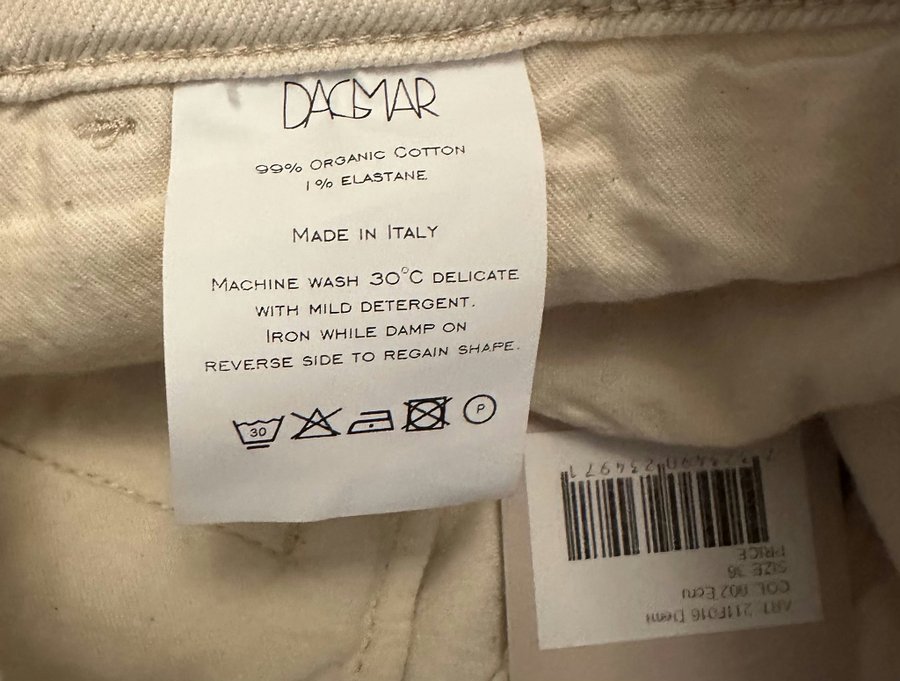 DAGMAR
99% ORGANIC COTTON
1% ELASTANE
MADE IN ITALY
MACHINE WASH 30°C DELICATE
WITH MILD DETERGENT.
IRON WHILE DAMP ON
REVERSE SIDE TO REGAIN SHAPE.
30
P
ART: 211F016 Demi
COL: 002 Ecru
SIZE: 36
PRICE